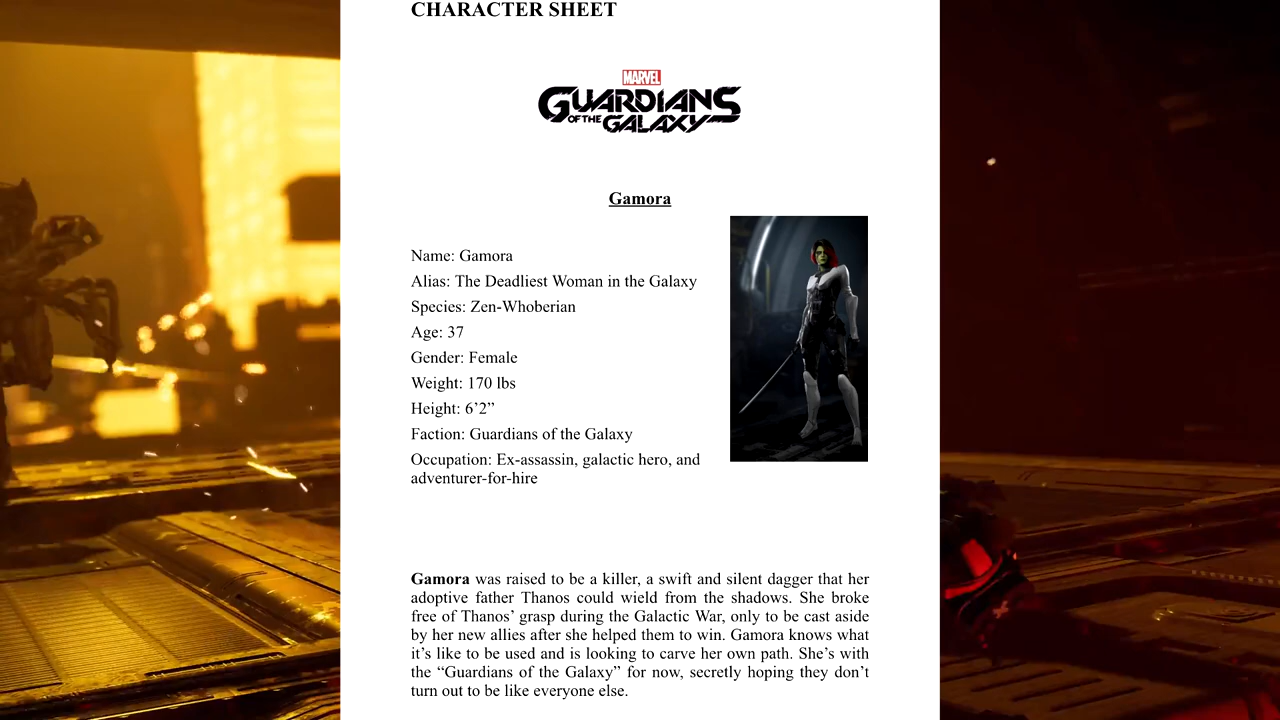 CHARACTER SHEET
MARVEL
GUARDIANS
OF THE
GALAXY
Gamora
Name: Gamora
Alias: The Deadliest Woman in the Galaxy
Species: Zen-Whoberian
Age: 37
Gender: Female
Weight: 170 lbs
Height: 6’2”
Faction: Guardians of the Galaxy
Occupation: Ex-assassin, galactic hero, and
adventurer-for-hire
Gamora was raised to be a killer, a swift and silent dagger that her
adoptive father Thanos could wield from the shadows. She broke
free of Thanos’ grasp during the Galactic War, only to be cast aside
by her new allies after she helped them to win. Gamora knows what
it’s like to be used and is looking to carve her own path. She’s with
the “Guardians of the Galaxy” for now, secretly hoping they don’t
turn out to be like everyone else.